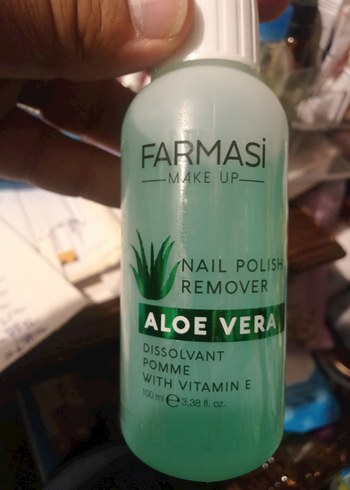 FARMASİ
MAKE UP
NAIL POLISH
REMOVER
ALOE VERA
DISSOLVANT
POMME
WITH VITAMIN E
100 ml ℮ 3,38 fl. oz.